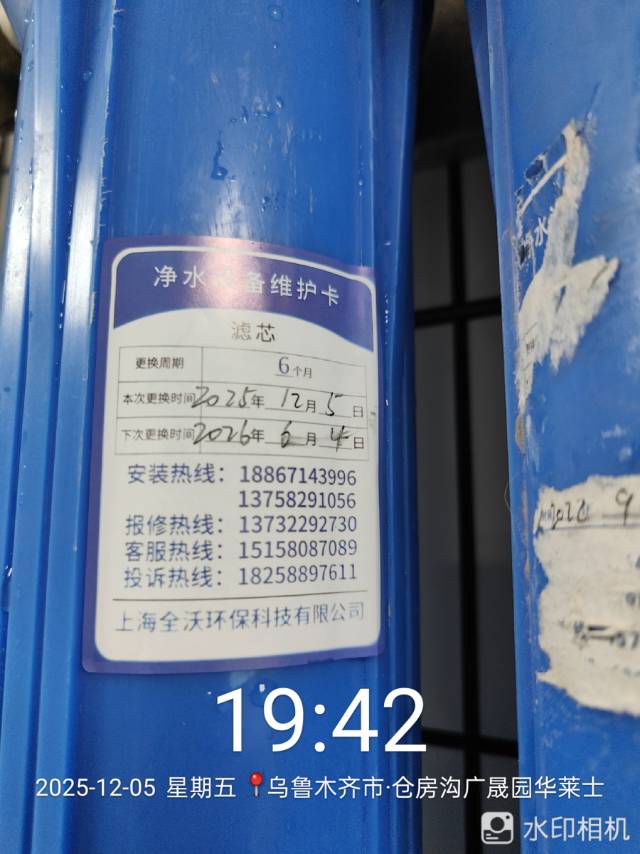 净水设备维护卡
滤芯
更换周期 6个月
本次更换时间 2025年 12月 5日
下次更换时间 2026年 6月 4日
安装热线：18867143996
13758291056
报修热线：13732292730
客服热线：15158087089
投诉热线：18258897611
上海全沃环保科技有限公司
水
9
19:42
2025-12-05 星期五 乌鲁木齐市·仓房沟广晟园华莱士
水印相机